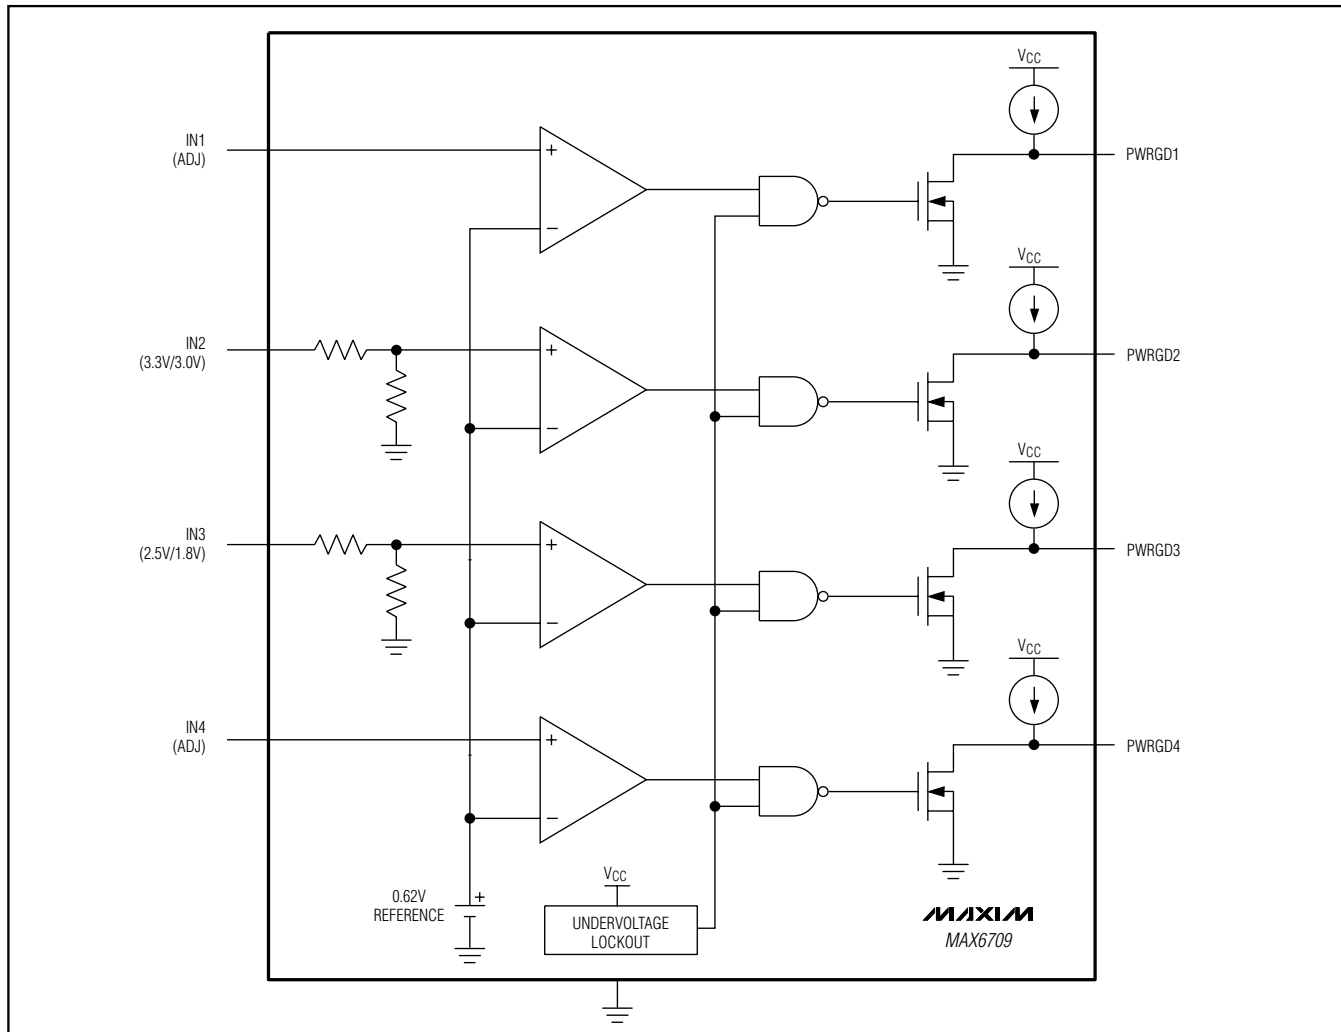 VCC
IN1
(ADJ)
+
−
PWRGD1
VCC
IN2
(3.3V/3.0V)
+
−
PWRGD2
VCC
IN3
(2.5V/1.8V)
+
−
PWRGD3
VCC
IN4
(ADJ)
+
−
PWRGD4
0.62V
REFERENCE
+
VCC
UNDERVOLTAGE
LOCKOUT
MAXIM
MAX6709